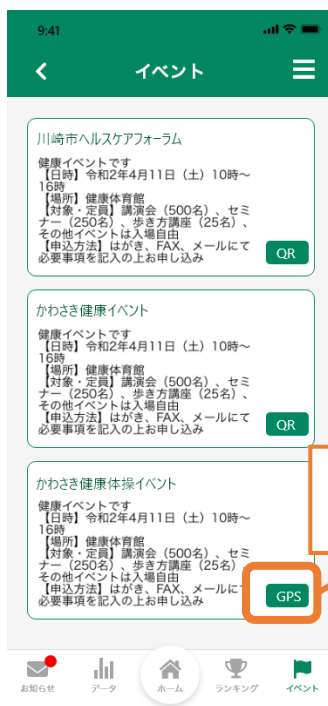 9:41
イベント
川崎市ヘルスケアフォーラム
健康イベントです
【日時】令和2年4月11日（土）10時～
16時
【場所】健康体育館
【対象・定員】講演会（500名）、セミ
ナー（250名）、歩き方講座（25名）、
その他イベントは入場自由
【申込方法】はがき、FAX、メールにて
必要事項を記入の上お申し込み
QR
かわさき健康イベント
健康イベントです
【日時】令和2年4月11日（土）10時～
16時
【場所】健康体育館
【対象・定員】講演会（500名）、セミ
ナー（250名）、歩き方講座（25名）、
その他イベントは入場自由
【申込方法】はがき、FAX、メールにて
必要事項を記入の上お申し込み
QR
かわさき健康体操イベント
健康イベントです
【日時】令和2年4月11日（土）10時～
16時
【場所】健康体育館
【対象・定員】講演会（500名）、セミ
ナー（250名）、歩き方講座（25名）
その他イベントは入場自由
【申込方法】はがき、FAX、メールに
必要事項を記入の上お申し込み
GPS
お知らせ
データ
ホーム
ランキング
イベント